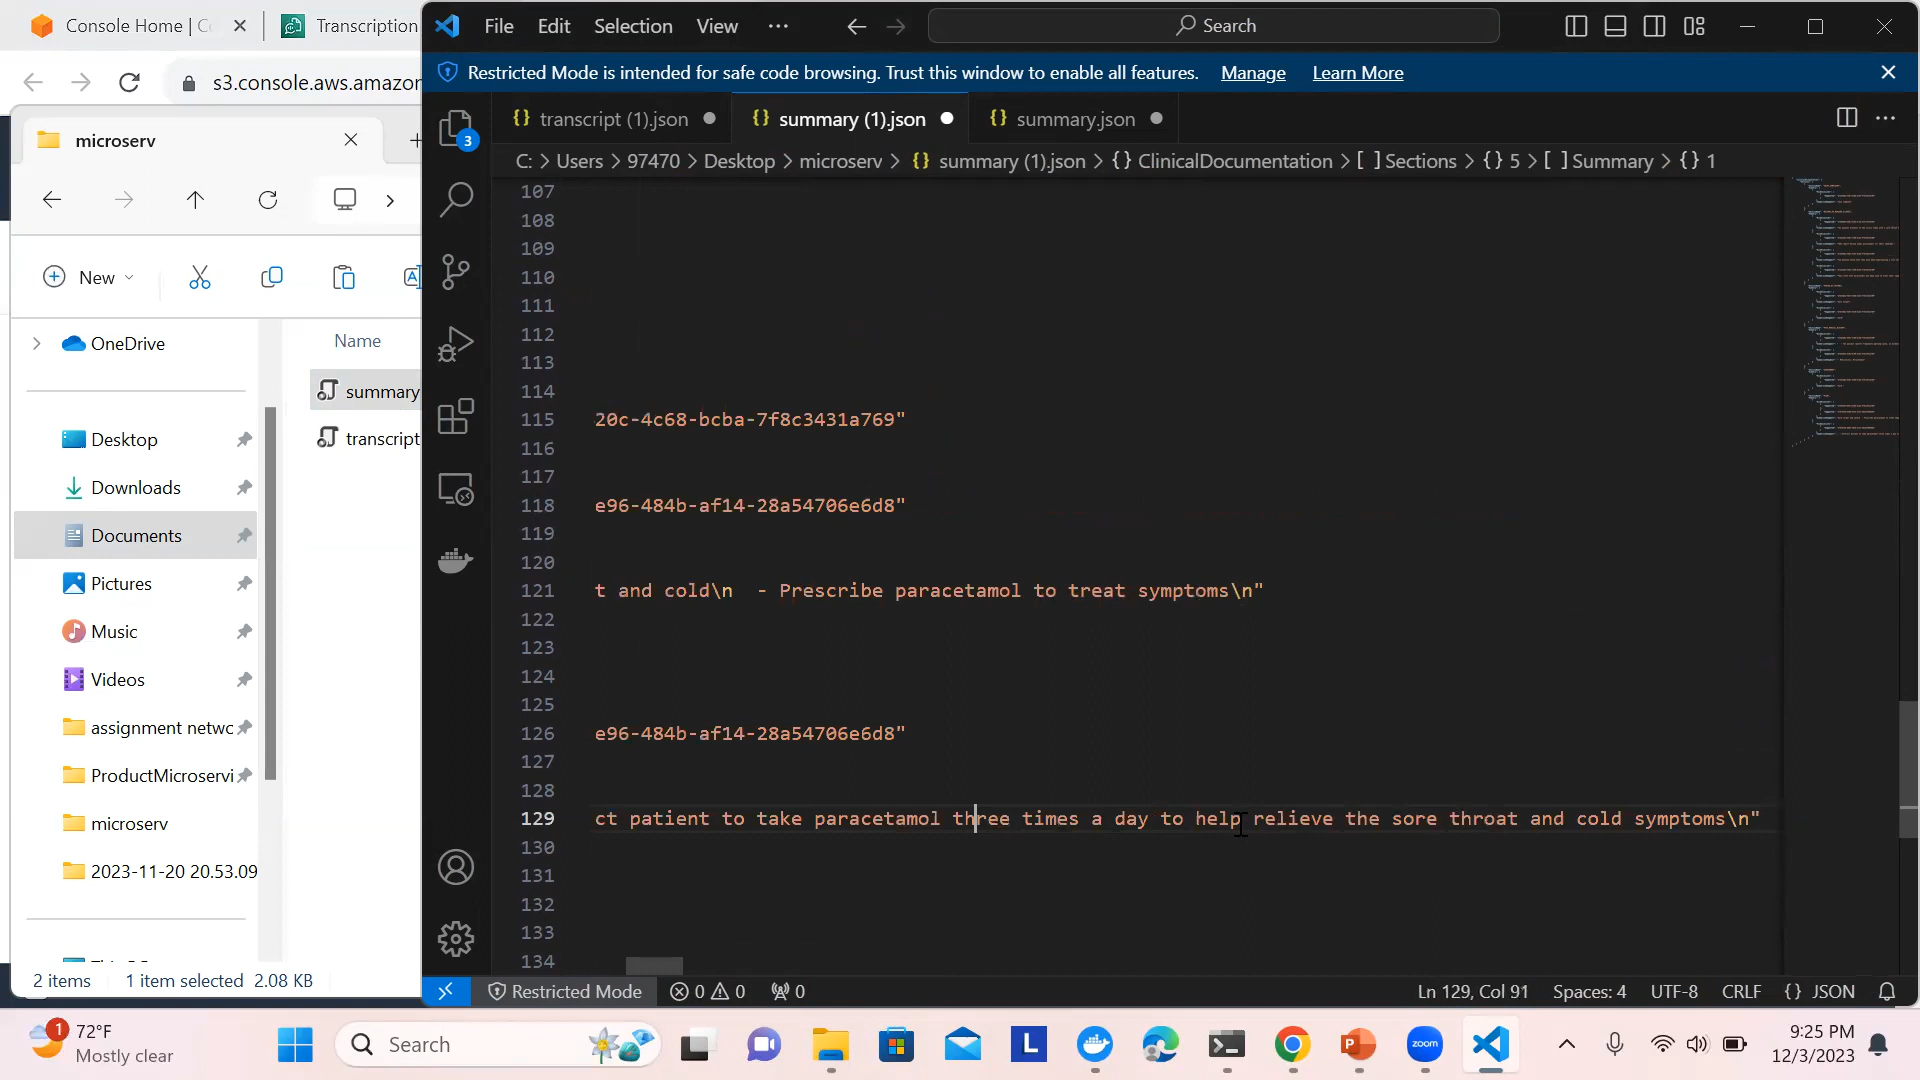 Console Home | C
Transcription
s3.console.aws.amazor
microserv
New
OneDrive
Name
summary
transcript
Desktop
Downloads
Documents
Pictures
Music
Videos
assignment netwc
ProductMicroservi
microserv
2023-11-20 20.53.09
2 items 1 item selected 2.08 KB
File Edit Selection View ···
Search
Restricted Mode is intended for safe code browsing. Trust this window to enable all features. Manage Learn More
3
{} transcript (1).json
{} summary (1).json
{} summary.json
C: > Users > 97470 > Desktop > microserv > {} summary (1).json > {} ClinicalDocumentation > [ ] Sections > {} 5 > [ ] Summary > {} 1
107
108
109
110
111
112
113
114
115 20c-4c68-bcba-7f8c3431a769"
116
117
118 e96-484b-af14-28a54706e6d8"
119
120
121 t and cold\n  - Prescribe paracetamol to treat symptoms\n"
122
123
124
125
126 e96-484b-af14-28a54706e6d8"
127
128
129 ct patient to take paracetamol three times a day to help relieve the sore throat and cold symptoms\n"
130
131
132
133
134
Restricted Mode 0 0 0
Ln 129, Col 91 Spaces: 4 UTF-8 CRLF {} JSON
1
72°F
Mostly clear
Search
L
P
zoom
9:25 PM
12/3/2023